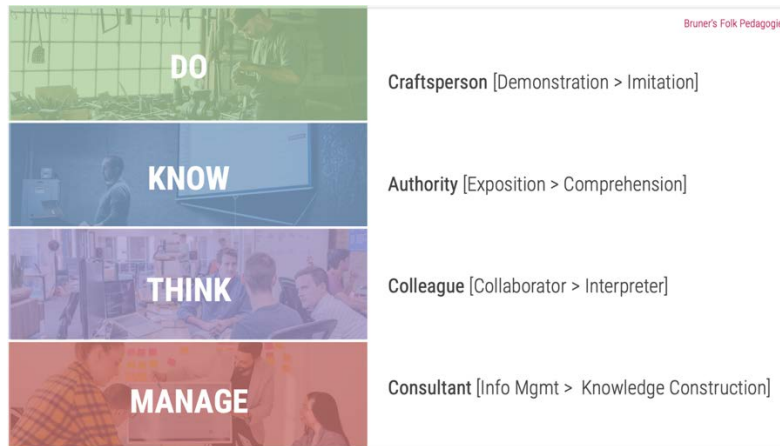 Bruner's Folk Pedagogie
DO
Craftsperson [Demonstration > Imitation]
KNOW
Authority [Exposition > Comprehension]
THINK
Colleague [Collaborator > Interpreter]
MANAGE
Consultant [Info Mgmt > Knowledge Construction]